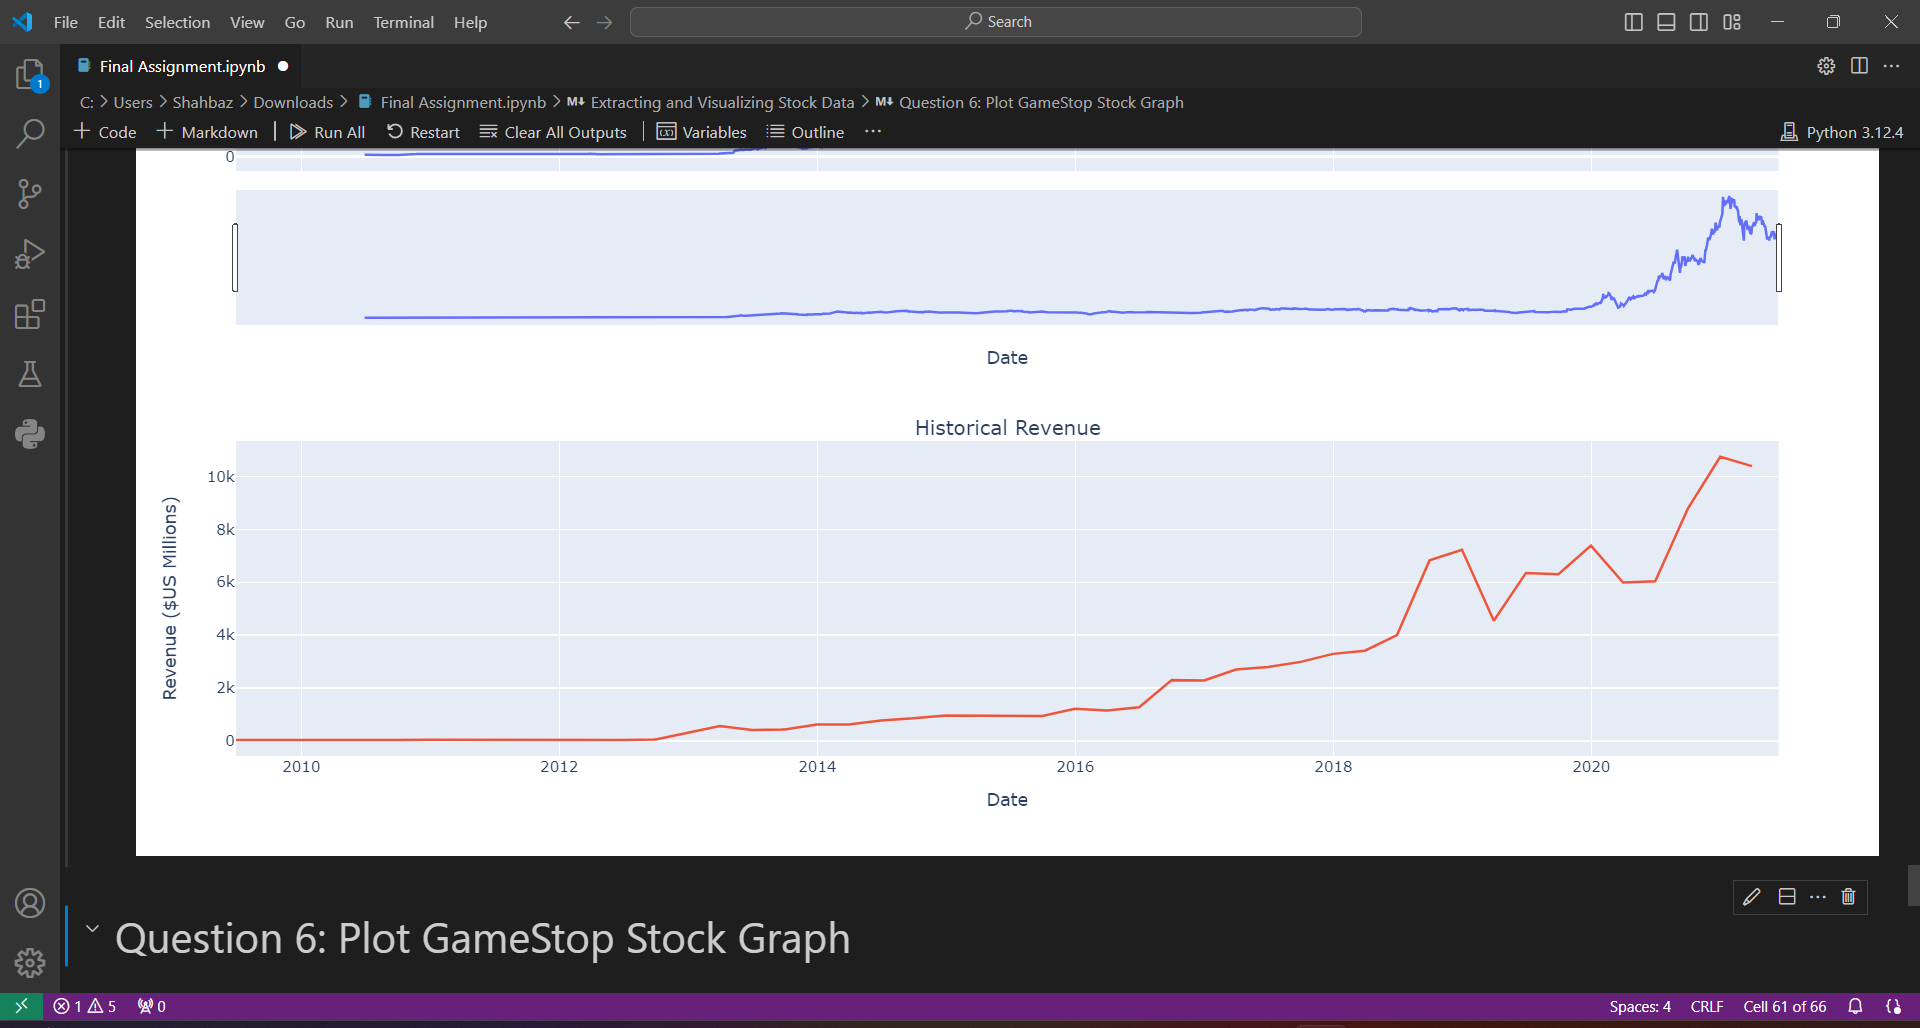 File Edit Selection View Go Run Terminal Help
Search
Final Assignment.ipynb
1
C: Users Shahbaz Downloads Final Assignment.ipynb M↓ Extracting and Visualizing Stock Data M↓ Question 6: Plot GameStop Stock Graph
Code Markdown Run All Restart Clear All Outputs Variables Outline ... Python 3.12.4
0
Date
Historical Revenue
Revenue ($US Millions)
10k
8k
6k
4k
2k
0
2010 2012 2014 2016 2018 2020
Date
Question 6: Plot GameStop Stock Graph
1 5 0 Spaces: 4 CRLF Cell 61 of 66